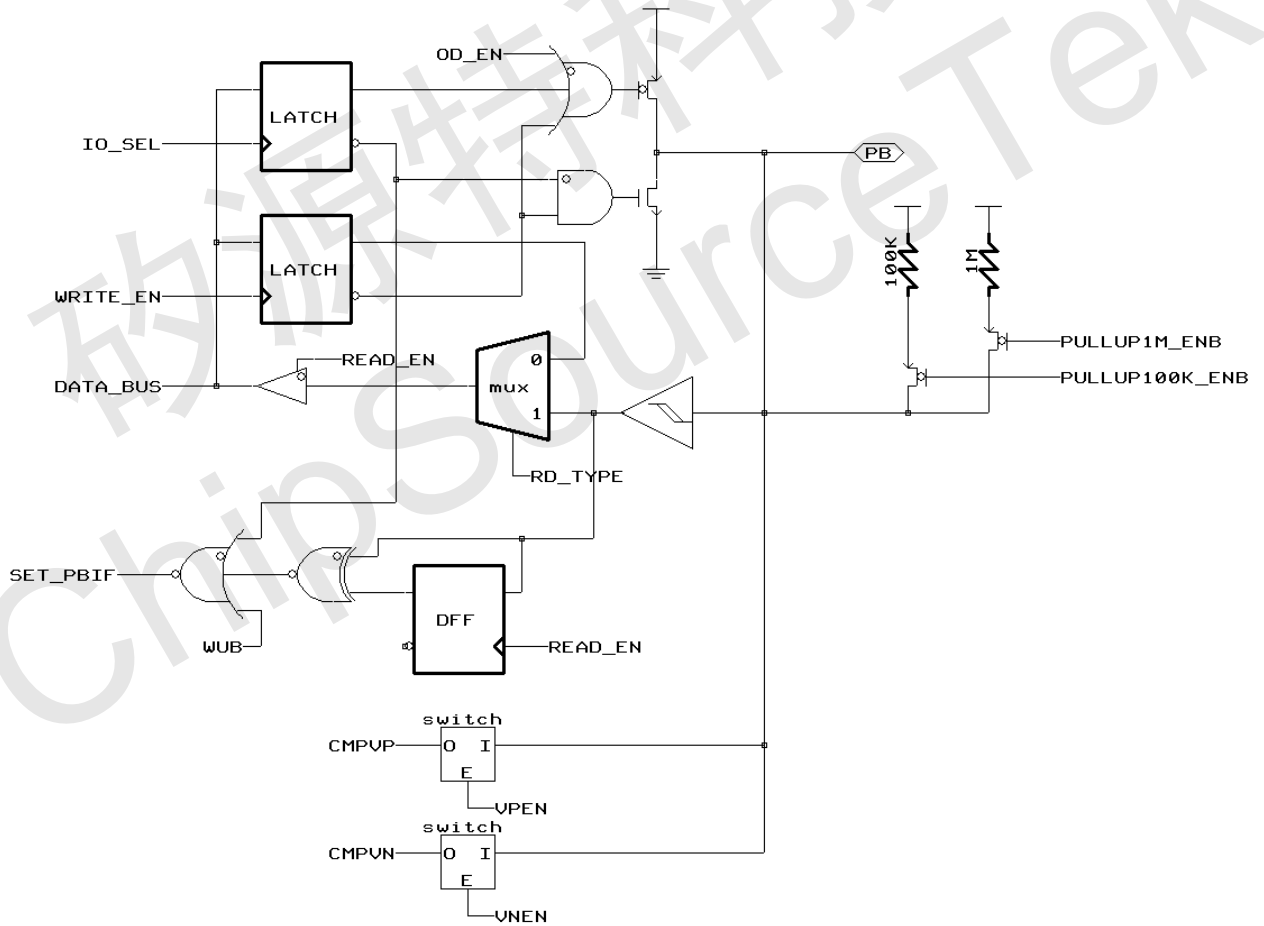 OD_EN
LATCH
IO_SEL
PB
LATCH
100K
1M
WRITE_EN
READ_EN
0
PULLUP1M_ENB
DATA_BUS
mux
PULLUP100K_ENB
1
RD_TYPE
SET_PBIF
DFF
WUB
READ_EN
switch
CMPVP
O I
E
VPEN
switch
CMPVN
O I
E
VNEN
矽源特科
ChipSourceTek